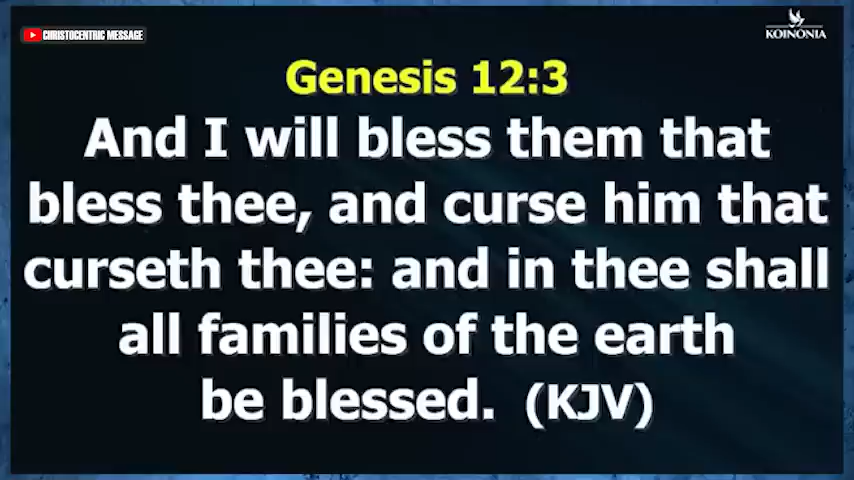 CHRISTOCENTRIC MESSAGE
KOINONIA
Genesis 12:3
And I will bless them that
bless thee, and curse him that
curseth thee: and in thee shall
all families of the earth
be blessed. (KJV)